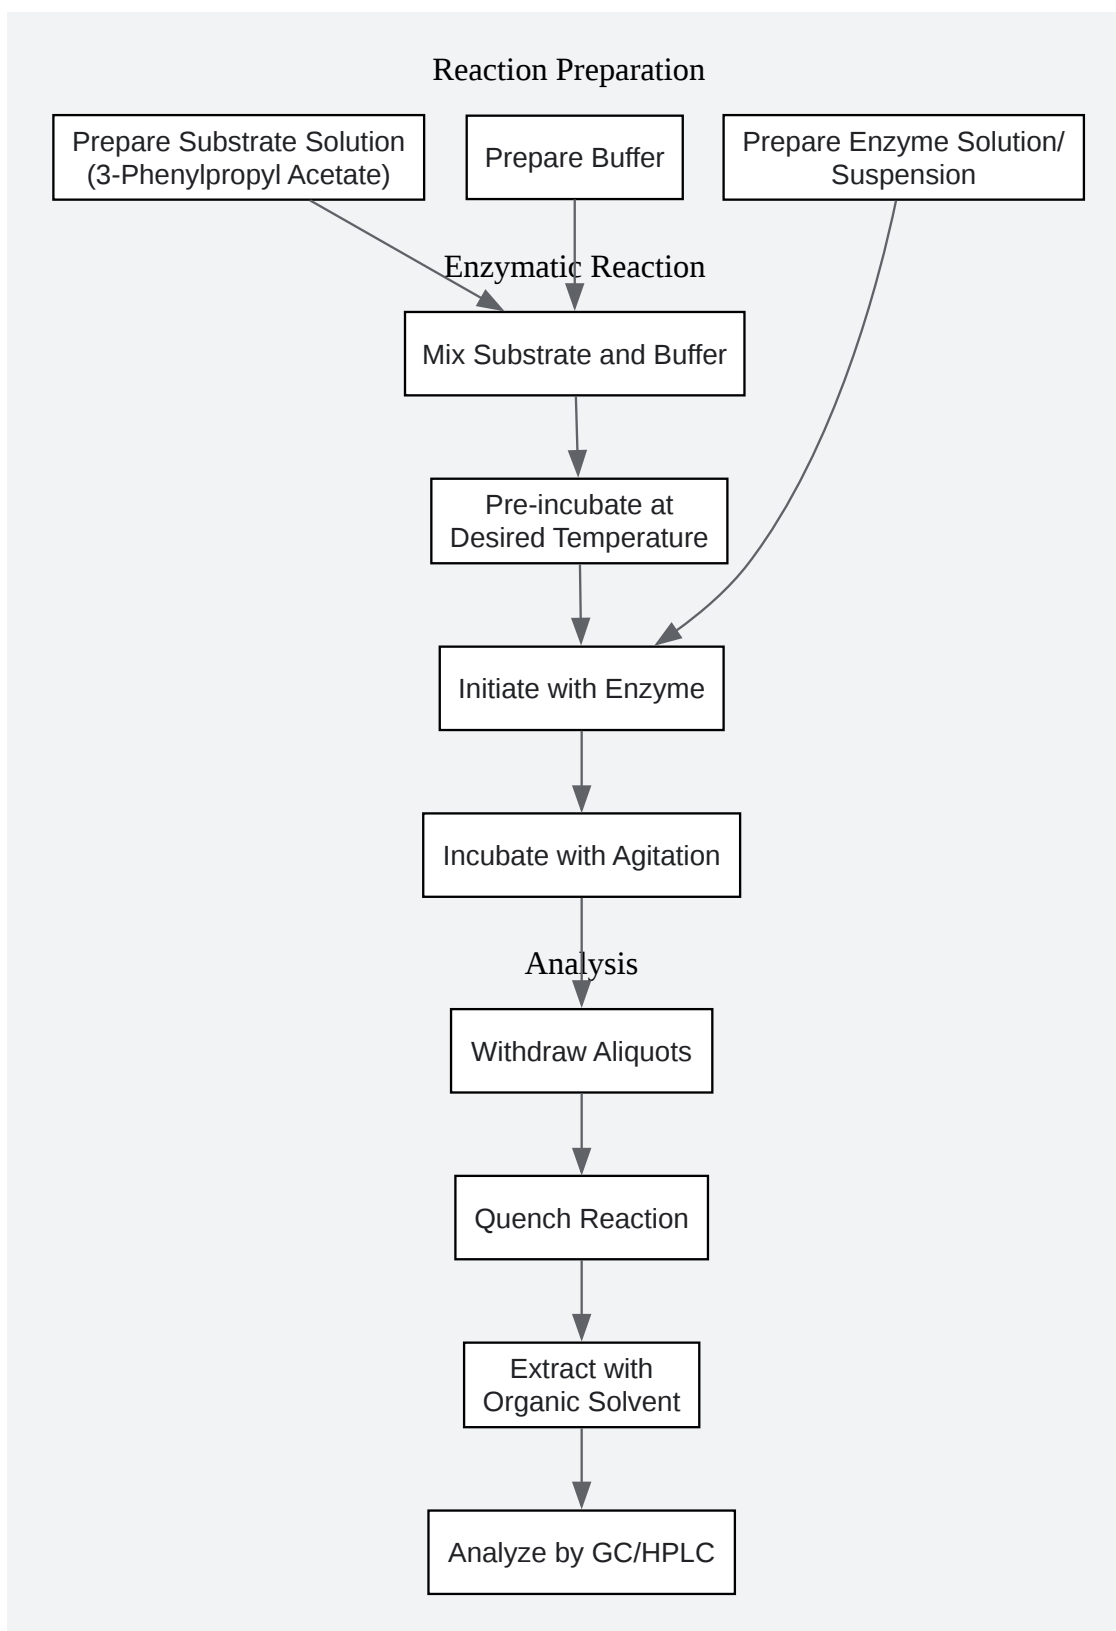 Reaction Preparation
Prepare Substrate Solution
(3-Phenylpropyl Acetate)
Prepare Buffer
Prepare Enzyme Solution/
Suspension
Enzymatic Reaction
Mix Substrate and Buffer
Pre-incubate at
Desired Temperature
Initiate with Enzyme
Incubate with Agitation
Analysis
Withdraw Aliquots
Quench Reaction
Extract with
Organic Solvent
Analyze by GC/HPLC